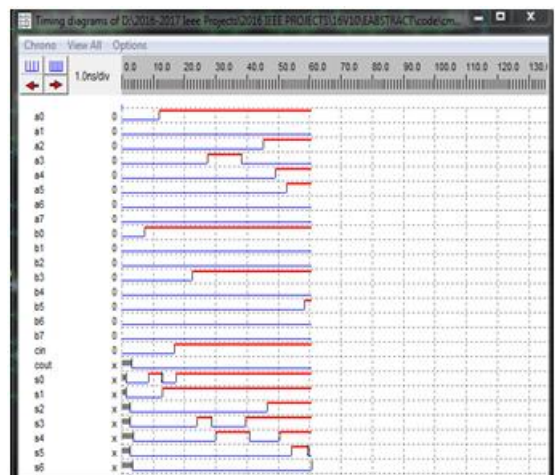 Timing diagrams of D:\2016-2017 Ieee Projects\2016 IEEE PROJECTS\16V10\EABSTRACT\code\cm...
Chrono View All Options
1.0ns/div
0.0 10.0 20.0 30.0 40.0 50.0 60.0 70.0 80.0 90.0 100.0 110.0 120.0 130.
a0 0
a1 0
a2 0
a3 0
a4 0
a5 0
a6 0
a7 0
b0 0
b1 0
b2 0
b3 0
b4 0
b5 0
b6 0
b7 0
cin 0
cout x
s0 x
s1 x
s2 x
s3 x
s4 x
s5 x
s6 x